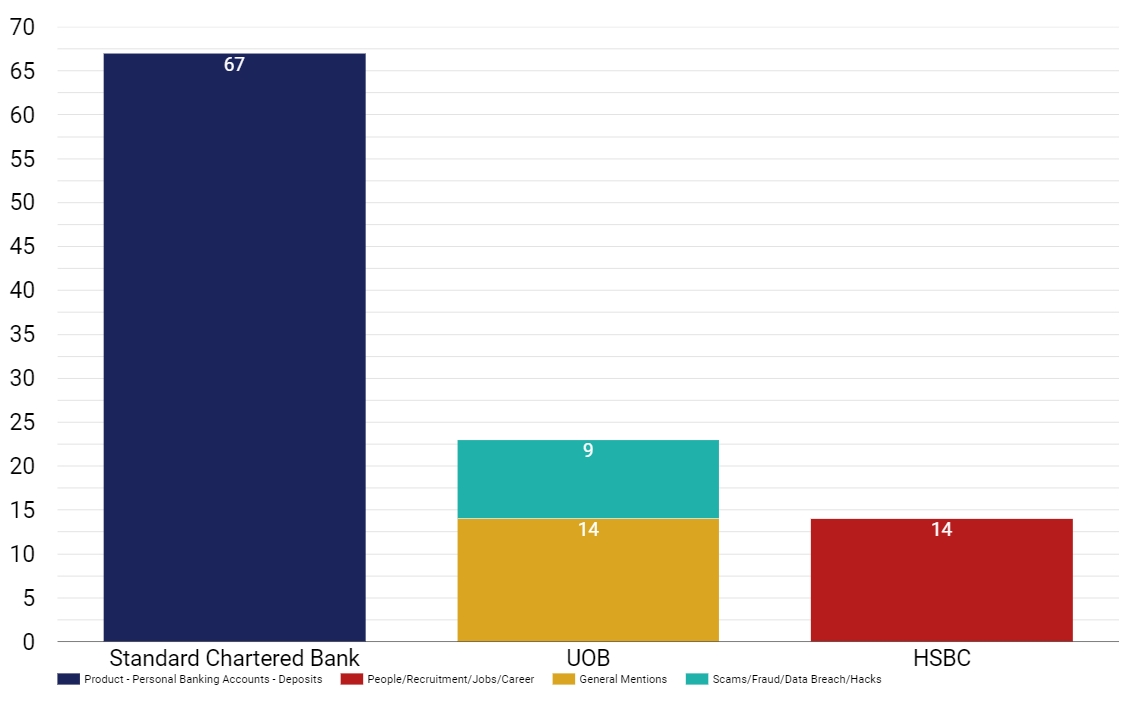 70
65
60
55
50
45
40
35
30
25
20
15
10
5
0
67
9
14
14
Standard Chartered Bank
UOB
HSBC
Product - Personal Banking Accounts - Deposits
People/Recruitment/Jobs/Career
General Mentions
Scams/Fraud/Data Breach/Hacks